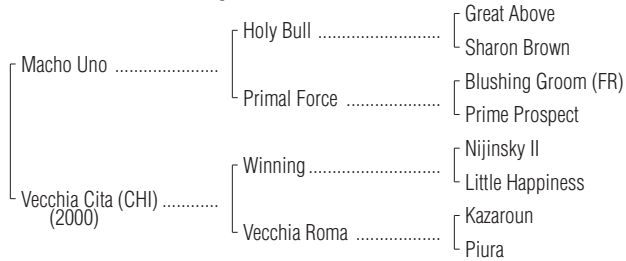 Great Above
Holy Bull ....................
Sharon Brown
Macho Uno ......................
Blushing Groom (FR)
Primal Force ....................
Prime Prospect
Nijinsky II
Winning ............................
Little Happiness
Vecchia Cita (CHI) ............
(2000)
Kazaroun
Vecchia Roma ..................
Piura